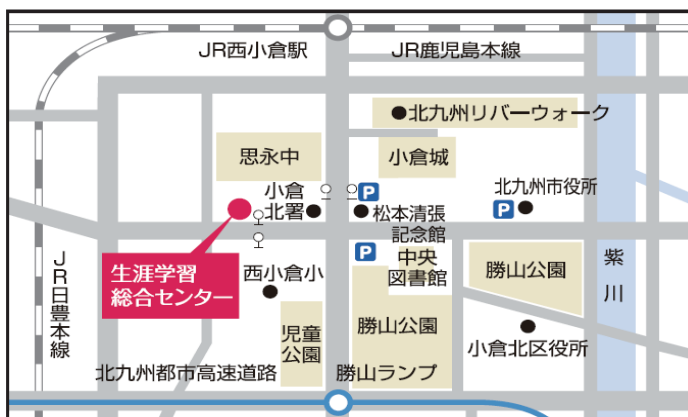 JR西小倉駅
JR鹿児島本線
北九州リバーウォーク
思永中
小倉城
小倉
北署
P
北九州市役所
P
松本清張
記念館
生涯学習
総合センター
JR日豊本線
西小倉小
P
中央
図書館
勝山公園
紫川
児童
公園
勝山公園
小倉北区役所
北九州都市高速道路
勝山ランプ